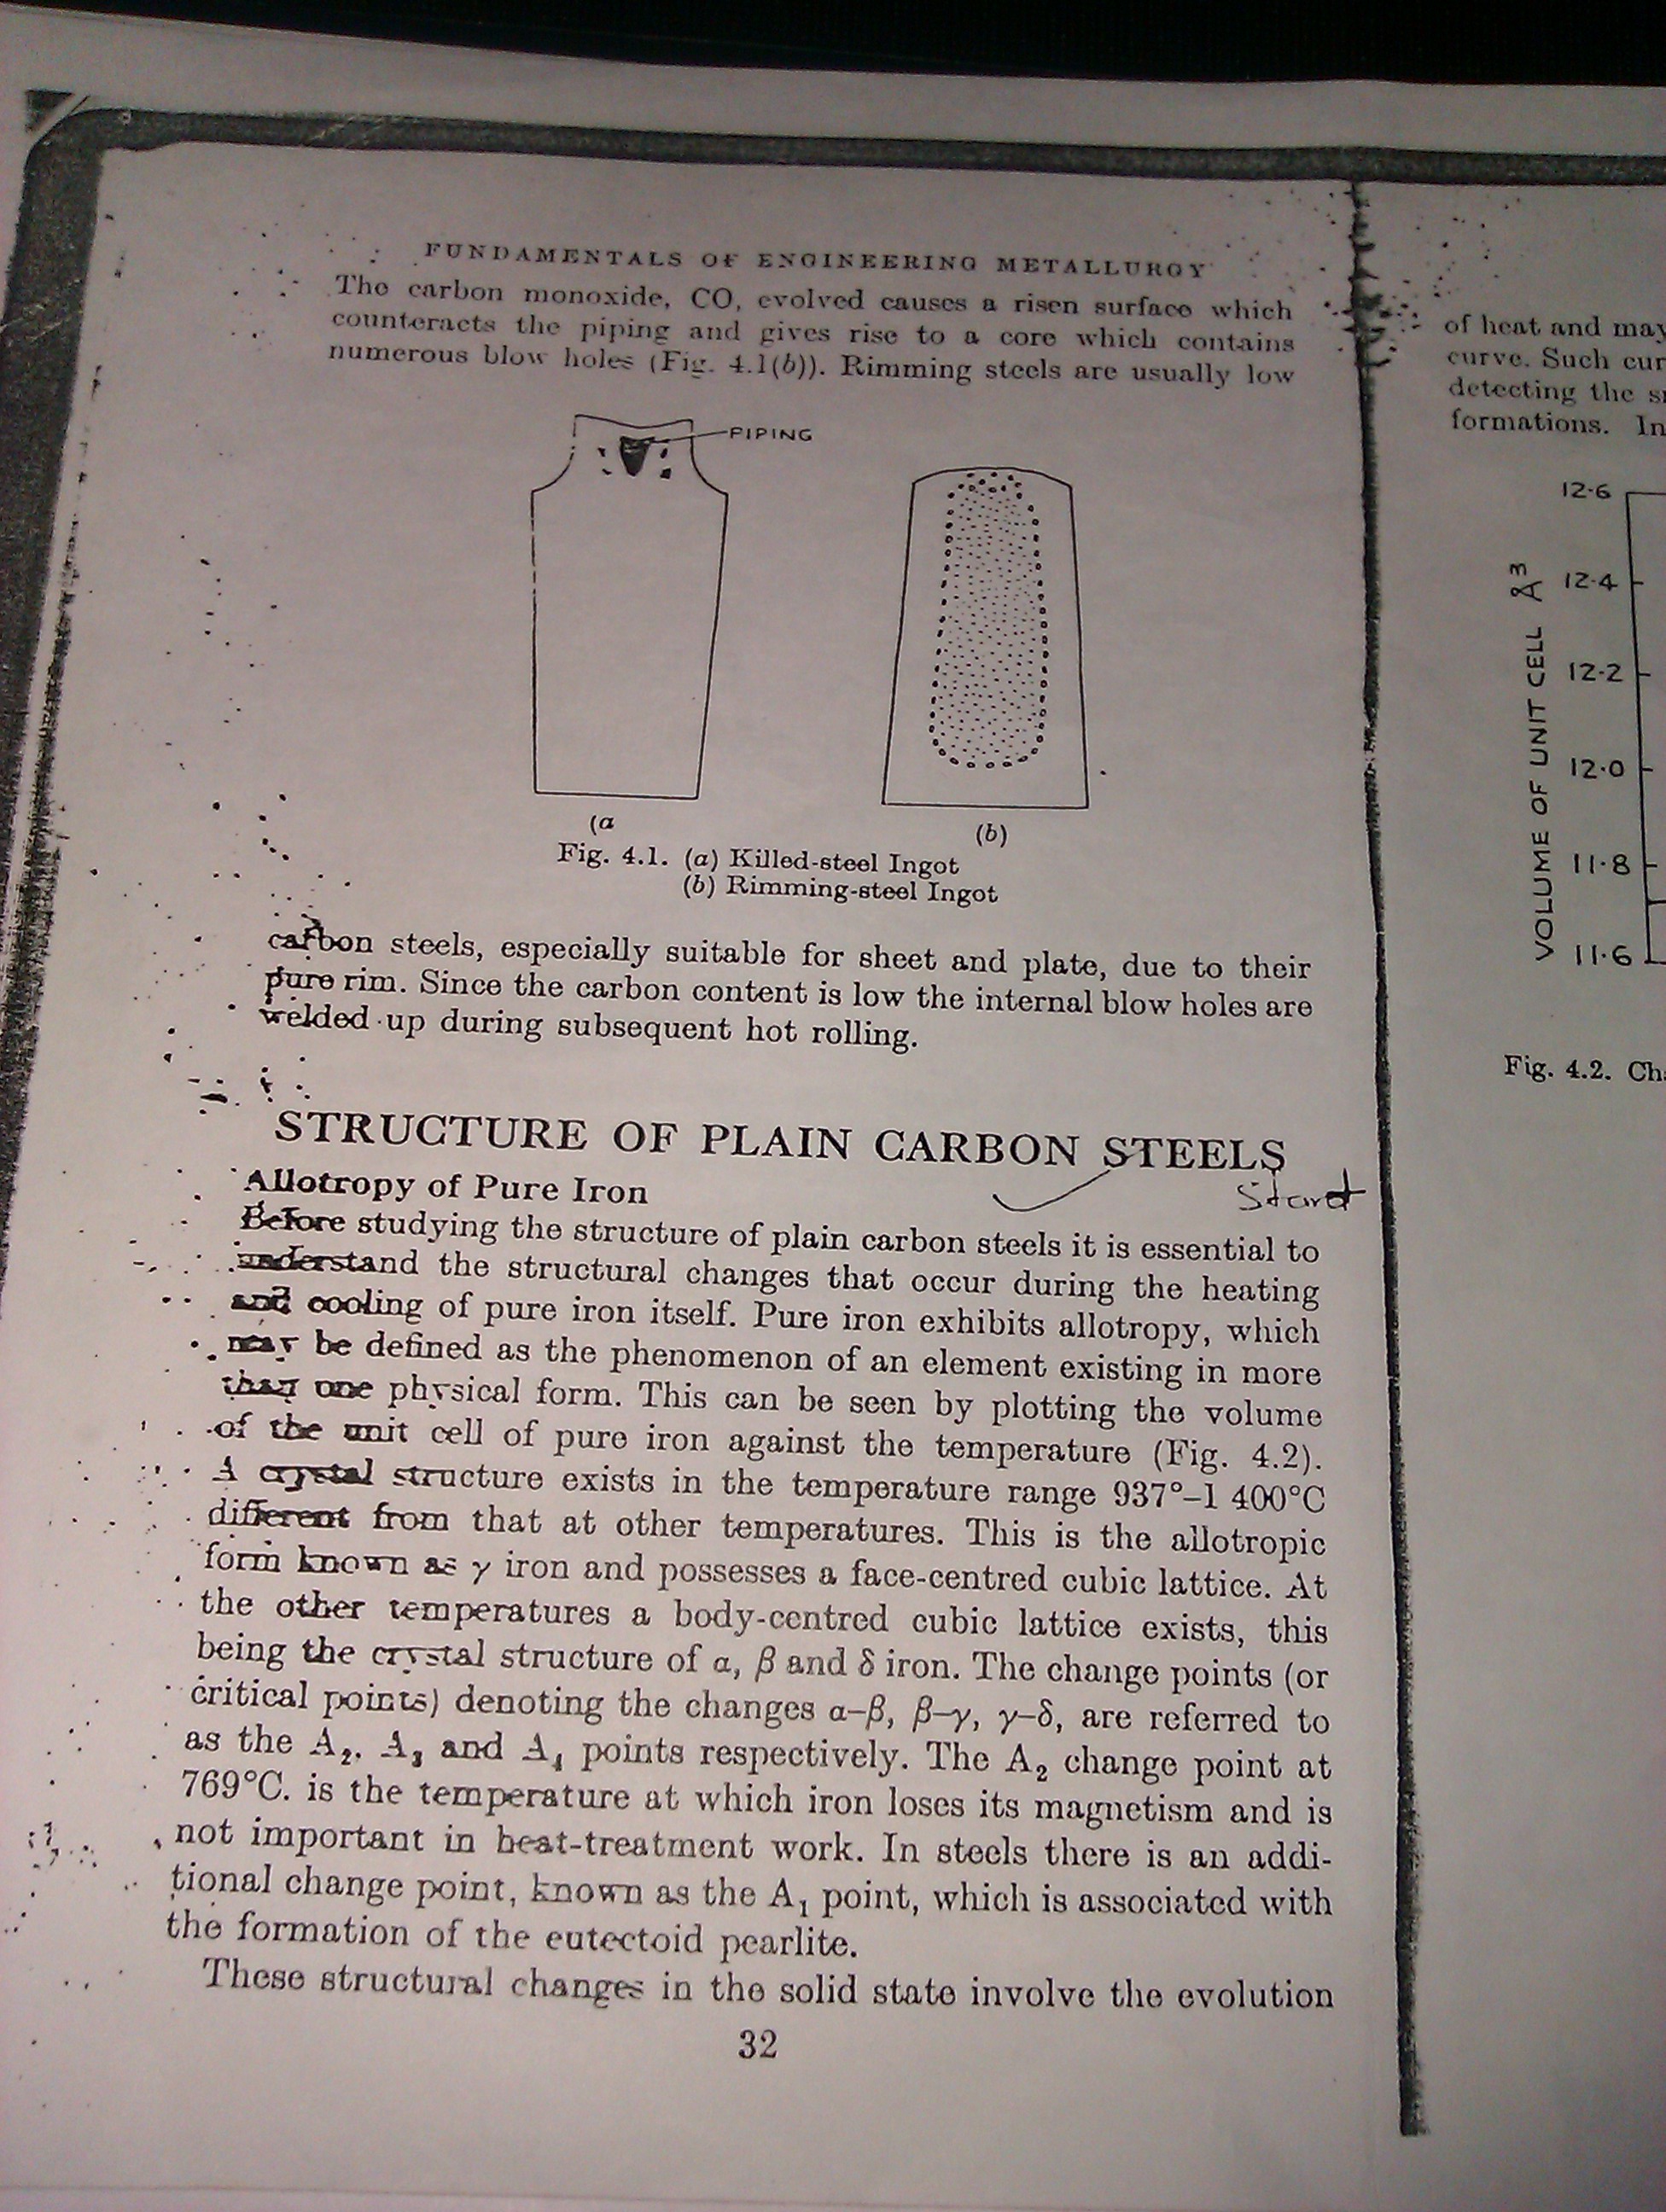 FUNDAMENTALS OF ENGINEERING METALLURGY
The carbon monoxide, CO, evolved causes a risen surface which
counteracts the piping and gives rise to a core which contains
numerous blow holes (Fig. 4.1(b)). Rimming steels are usually low
PIPING
(a
(b)
Fig. 4.1. (a) Killed-steel Ingot
(b) Rimming-steel Ingot
carbon steels, especially suitable for sheet and plate, due to their
pure rim. Since the carbon content is low the internal blow holes are
welded up during subsequent hot rolling.
STRUCTURE OF PLAIN CARBON STEELS
Start
Allotropy of Pure Iron
Before studying the structure of plain carbon steels it is essential to
understand the structural changes that occur during the heating
and cooling of pure iron itself. Pure iron exhibits allotropy, which
may be defined as the phenomenon of an element existing in more
than one physical form. This can be seen by plotting the volume
of the unit cell of pure iron against the temperature (Fig. 4.2).
A crystal structure exists in the temperature range 937°–1 400°C
different from that at other temperatures. This is the allotropic
form known as γ iron and possesses a face-centred cubic lattice. At
the other temperatures a body-centred cubic lattice exists, this
being the crystal structure of α, β and δ iron. The change points (or
critical points) denoting the changes α–β, β–γ, γ–δ, are referred to
as the A₂, A₃ and A₄ points respectively. The A₂ change point at
769°C. is the temperature at which iron loses its magnetism and is
not important in heat-treatment work. In steels there is an addi-
tional change point, known as the A₁ point, which is associated with
the formation of the eutectoid pearlite.
These structural changes in the solid state involve the evolution
32
of heat and may
curve. Such cur
detecting the s
formations. In
12·6
12·4
12·2
12·0
11·8
11·6
VOLUME OF UNIT CELL Å³
Fig. 4.2. Ch